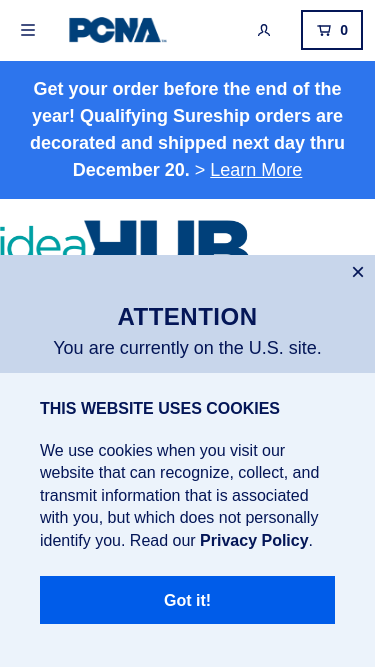 PCNA
0
Get your order before the end of the
year! Qualifying Sureship orders are
decorated and shipped next day thru
December 20. > Learn More
ideaHUB
ATTENTION
You are currently on the U.S. site.
THIS WEBSITE USES COOKIES
We use cookies when you visit our
website that can recognize, collect, and
transmit information that is associated
with you, but which does not personally
identify you. Read our Privacy Policy.
Got it!